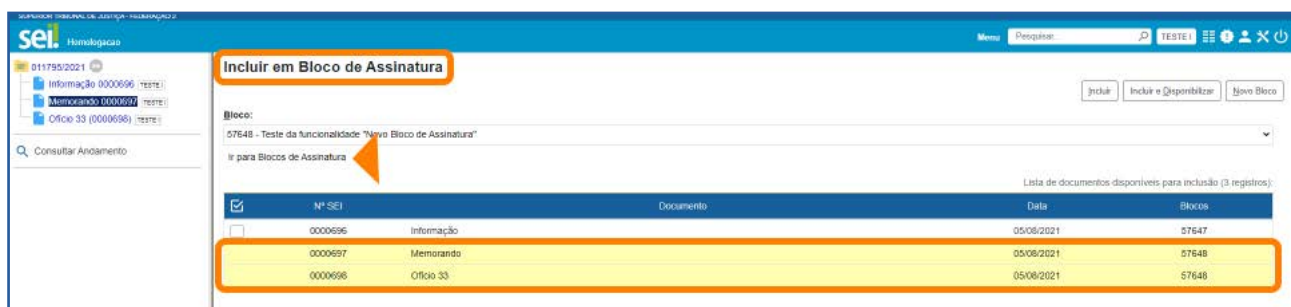 SUPERIOR TRIBUNAL DE JUSTIÇA - FEDERAÇÃO 2
sei! Homologacao
Menu Pesquisar... TESTE I
011795/2021
Informação 0000696 TESTE I
Memorando 0000697 TESTE I
Ofício 33 (0000698) TESTE I
Consultar Andamento
Incluir em Bloco de Assinatura
Incluir Incluir e Disponibilizar Novo Bloco
Bloco:
57648 - Teste da funcionalidade "Novo Bloco de Assinatura"
Ir para Blocos de Assinatura
Lista de documentos disponíveis para inclusão (3 registros):
Nº SEI Documento Data Blocos
0000696 Informação 05/08/2021 57647
0000697 Memorando 05/08/2021 57648
0000698 Ofício 33 05/08/2021 57648